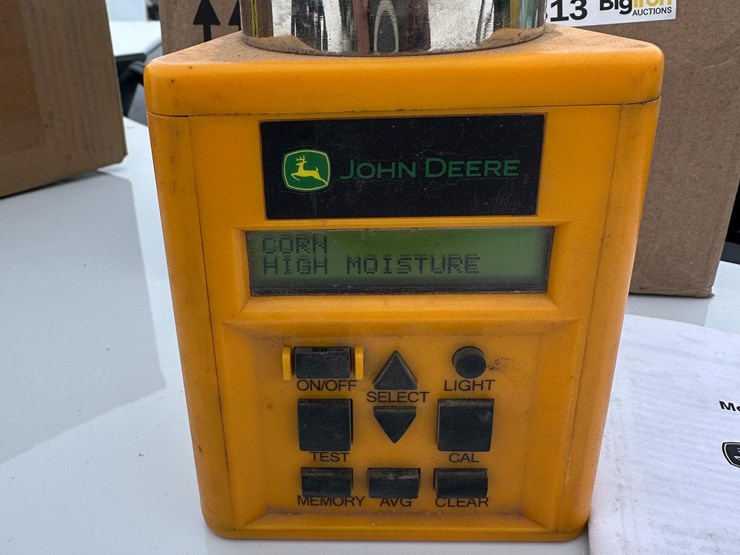 13 BigIron
AUCTIONS
JOHN DEERE
CORN
HIGH MOISTURE
ON/OFF
SELECT
LIGHT
TEST
CAL
MEMORY
AVG
CLEAR